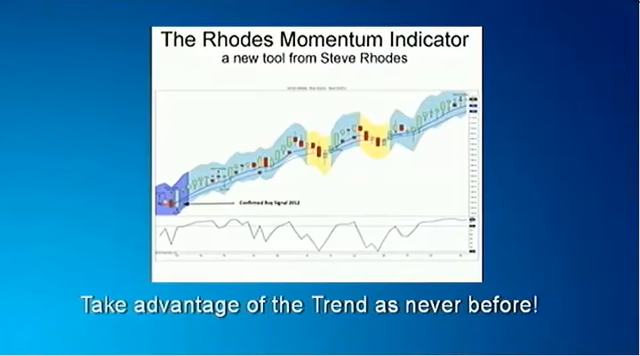 The Rhodes Momentum Indicator
a new tool from Steve Rhodes
Confirmed Buy Signal 2012
Take advantage of the Trend as never before!